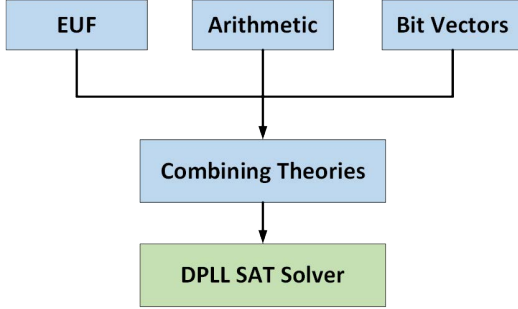 EUF
Arithmetic
Bit Vectors
Combining Theories
DPLL SAT Solver